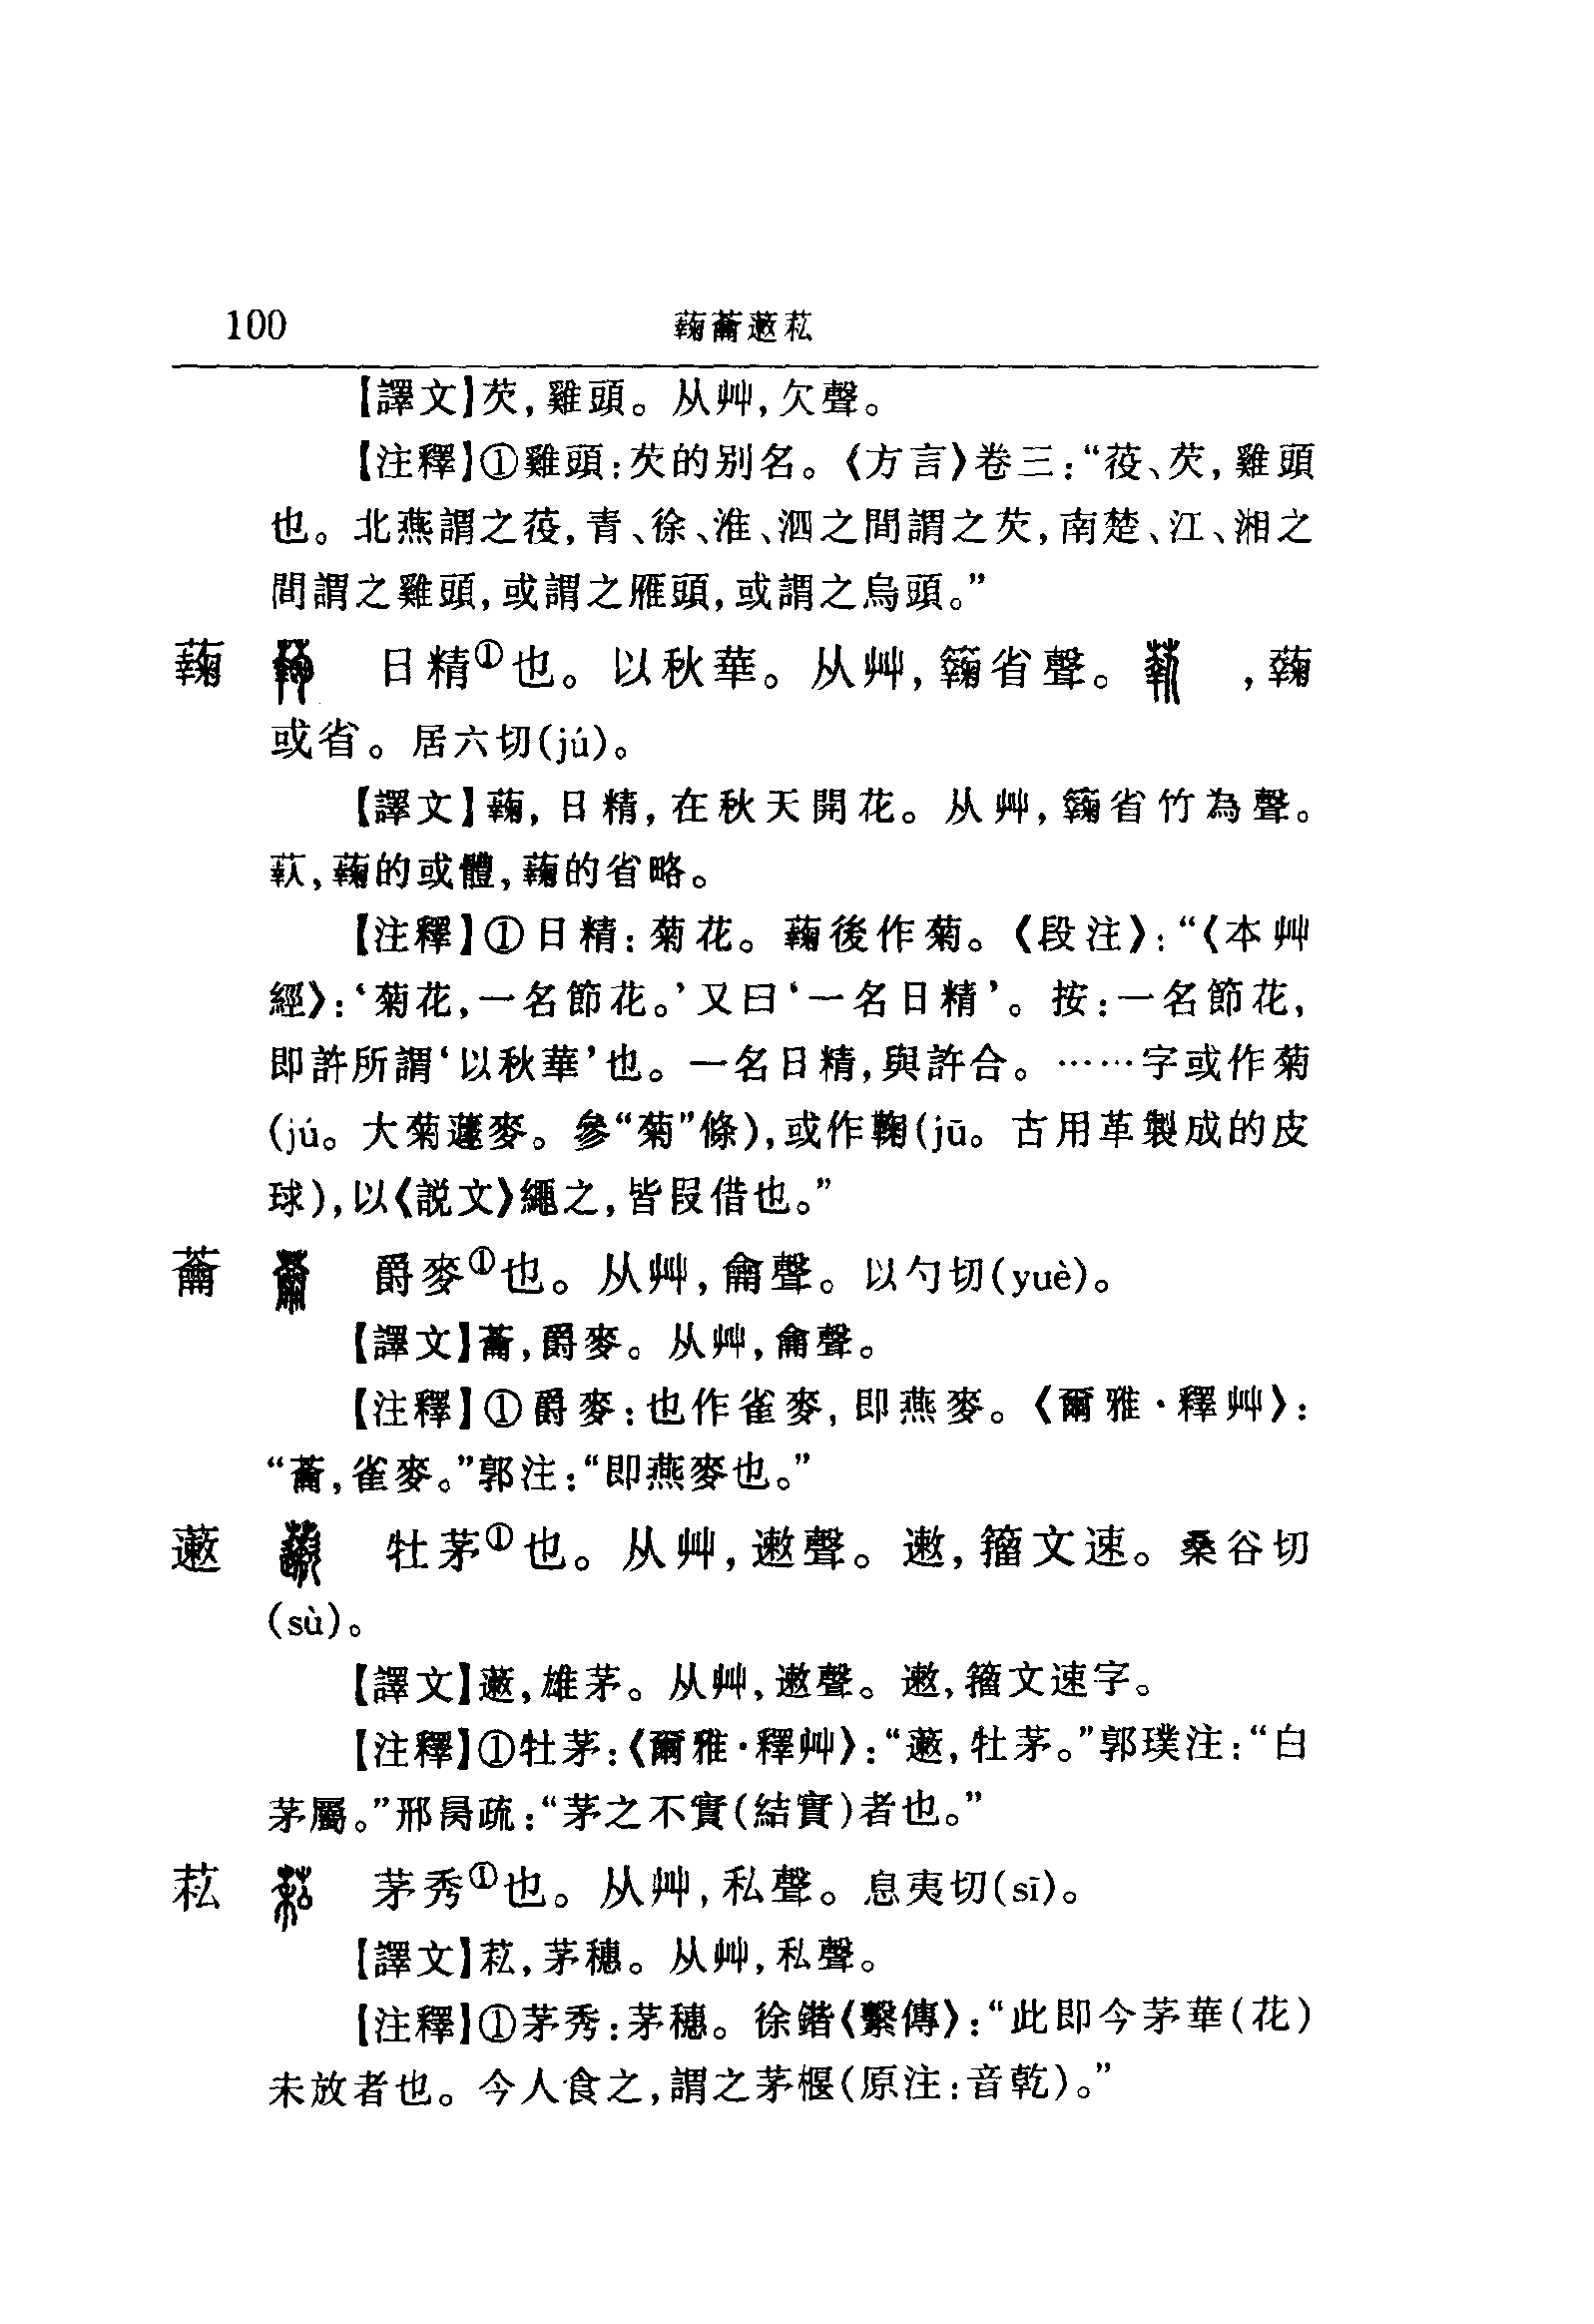 100 蘜蘥藗䒨
【譯文】芡，雞頭。从艸，欠聲。
【注釋】①雞頭：芡的别名。《方言》卷三：“䓈、芡，雞頭
也。北燕謂之䓈，青、徐、淮、泗之間謂之芡，南楚、江、湘之
間謂之雞頭，或謂之雁頭，或謂之烏頭。”
蘜 日精①也。以秋華。从艸，𥷚省聲。 ，蘜
或省。居六切(jú)。
【譯文】蘜，日精，在秋天開花。从艸，𥷚省竹為聲。
，蘜的或體，蘜的省略。
【注釋】①日精：菊花。蘜後作菊。《段注》：“《本艸
經》：‘菊花，一名節花。’又曰‘一名日精’。按：一名節花，
即許所謂‘以秋華’也。一名日精，與許合。……字或作菊
(jú。大菊蘧麥。參“菊”條)，或作鞠(jū。古用革製成的皮
球)，以《説文》繩之，皆叚借也。”
蘥 爵麥①也。从艸，龠聲。以勺切(yuè)。
【譯文】蘥，爵麥。从艸，龠聲。
【注釋】①爵麥：也作雀麥，即燕麥。《爾雅·釋艸》：
“蘥，雀麥。”郭注：“即燕麥也。”
藗 牡茅①也。从艸，遬聲。遬，籀文速。桑谷切
(sù)。
【譯文】藗，雄茅。从艸，遬聲。遬，籀文速字。
【注釋】①牡茅：《爾雅·釋艸》：“藗，牡茅。”郭璞注：“白
茅屬。”邢昺疏：“茅之不實(結實)者也。”
䒨 茅秀①也。从艸，私聲。息夷切(sī)。
【譯文】䒨，茅穗。从艸，私聲。
【注釋】①茅秀：茅穗。徐鍇《繫傳》：“此即今茅華(花)
未放者也。今人食之，謂之茅椻(原注：音乾)。”